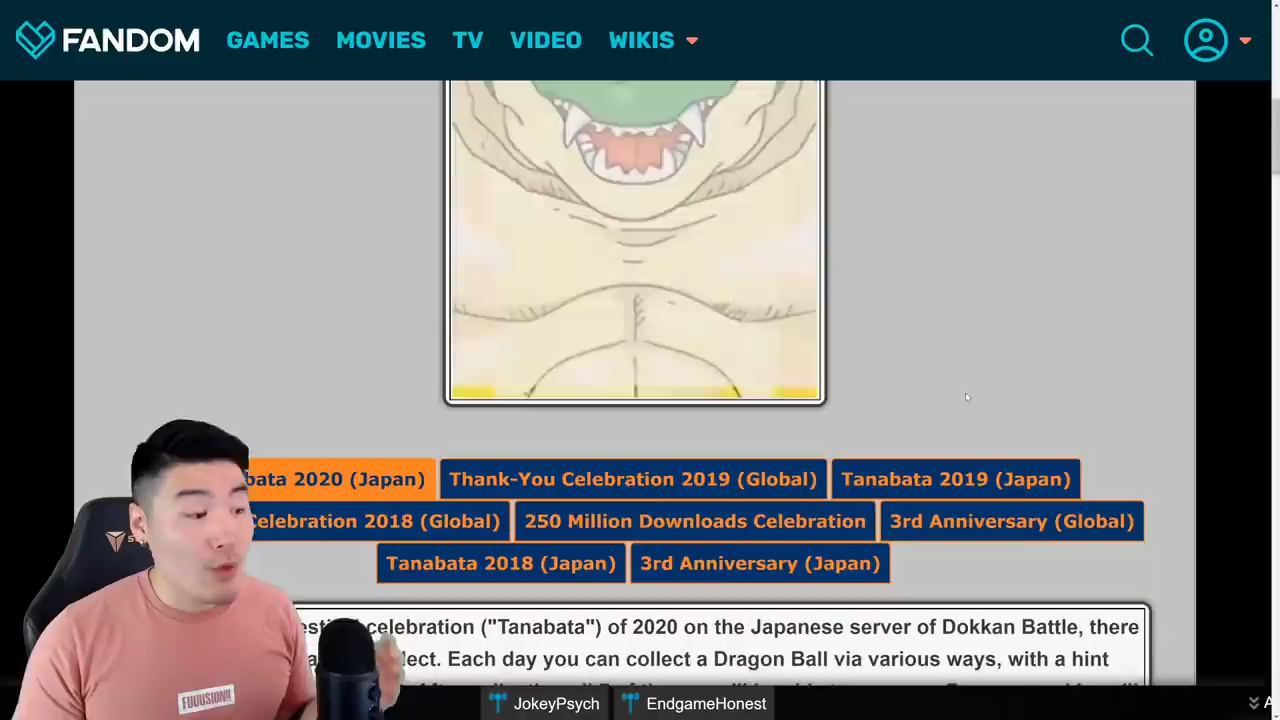 FANDOM GAMES MOVIES TV VIDEO WIKIS
bata 2020 (Japan) Thank-You Celebration 2019 (Global) Tanabata 2019 (Japan)
Celebration 2018 (Global) 250 Million Downloads Celebration 3rd Anniversary (Global)
Tanabata 2018 (Japan) 3rd Anniversary (Japan)
celebration ("Tanabata") of 2020 on the Japanese server of Dokkan Battle, there
lect. Each day you can collect a Dragon Ball via various ways, with a hint
FUUUSION!!
JokeyPsych EndgameHonest